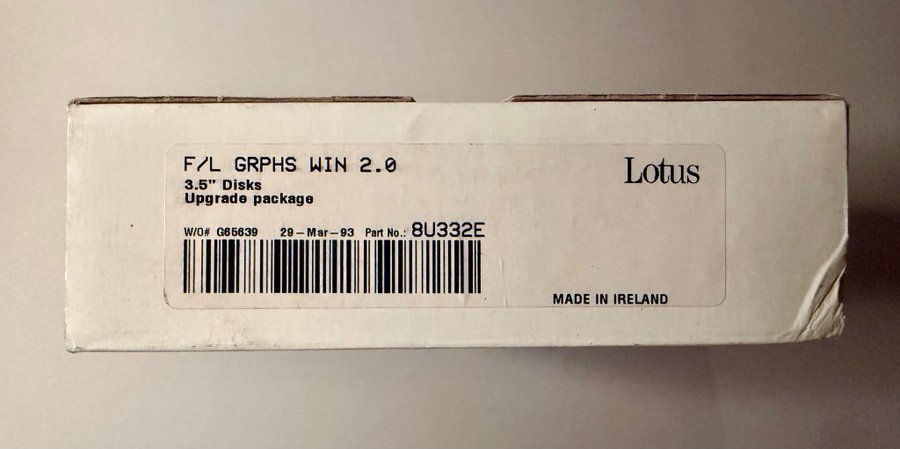 F/L GRPHS WIN 2.0
Lotus
3.5" Disks
Upgrade package
W/O# G65639 29-Mar-93 Part No.: 8U332E
MADE IN IRELAND